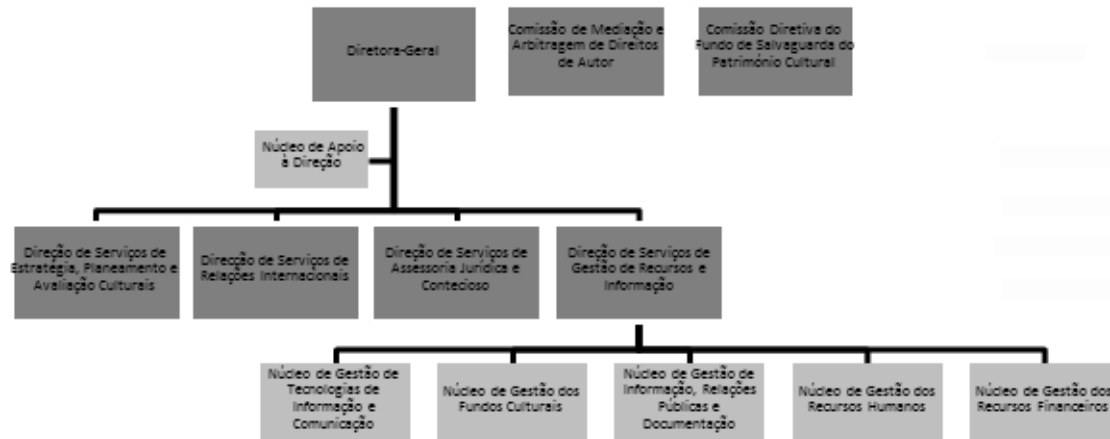 Diretora-Geral
Comissão de Mediação e
Arbitragem de Direitos
de Autor
Comissão Diretiva do
Fundo de Salvaguarda do
Património Cultural
Núcleo de Apoio
à Direção
Direção de Serviços de
Estratégia, Planeamento e
Avaliação Culturais
Direcção de Serviços de
Relações Internacionais
Direção de Serviços de
Assessoria Jurídica e
Contecioso
Direção de Serviços de
Gestão de Recursos e
Informação
Núcleo de Gestão de
Tecnologias de
Informação e
Comunicação
Núcleo de Gestão dos
Fundos Culturais
Núcleo de Gestão de
Informação, Relações
Públicas e
Documentação
Núcleo de Gestão dos
Recursos Humanos
Núcleo de Gestão dos
Recursos Financeiros